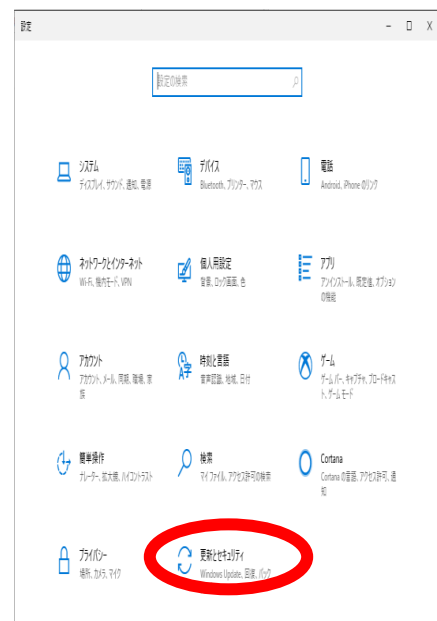 設定
設定の検索
システム
ディスプレイ、サウンド、通知、電源
デバイス
Bluetooth、プリンター、マウス
電話
Android、iPhone のリンク
ネットワークとインターネット
Wi-Fi、機内モード、VPN
個人用設定
背景、ロック画面、色
アプリ
アンインストール、既定値、オプション
の機能
アカウント
アカウント、メール、同期、職場、家
族
時刻と言語
音声認識、地域、日付
ゲーム
ゲーム バー、キャプチャ、ブロードキャス
ト、ゲーム モード
簡単操作
ナレーター、拡大鏡、ハイコントラスト
検索
マイ ファイル、アクセス許可の検索
Cortana
Cortana の言語、アクセス許可、通
知
プライバシー
場所、カメラ、マイク
更新とセキュリティ
Windows Update、回復、バック